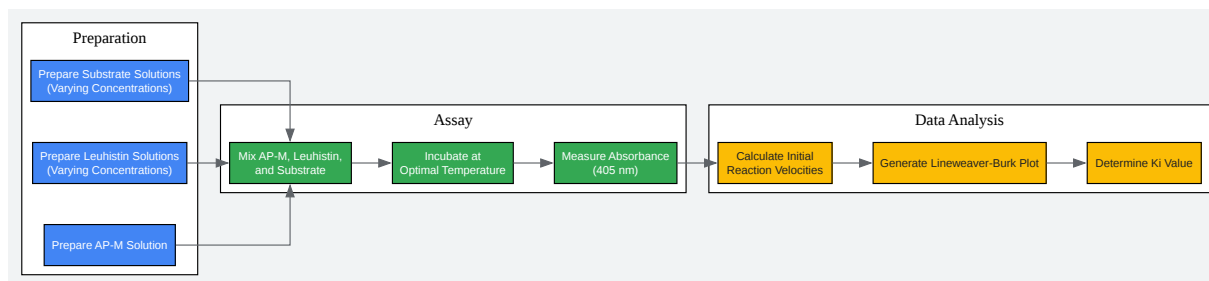 Preparation
Prepare Substrate Solutions
(Varying Concentrations)
Prepare Leuhistin Solutions
(Varying Concentrations)
Prepare AP-M Solution
Assay
Mix AP-M, Leuhistin,
and Substrate
Incubate at
Optimal Temperature
Measure Absorbance
(405 nm)
Data Analysis
Calculate Initial
Reaction Velocities
Generate Lineweaver-Burk Plot
Determine Ki Value